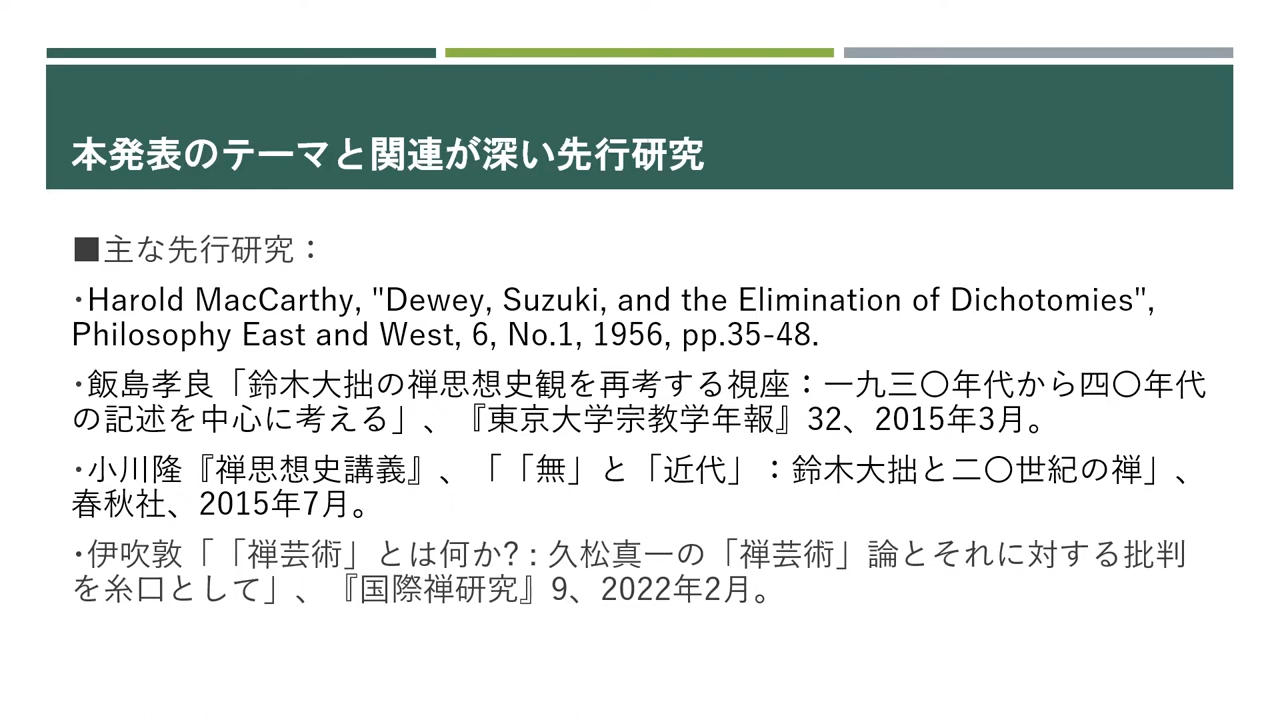 本発表のテーマと関連が深い先行研究
■主な先行研究：
・Harold MacCarthy, "Dewey, Suzuki, and the Elimination of Dichotomies",
Philosophy East and West, 6, No.1, 1956, pp.35-48.
・飯島孝良「鈴木大拙の禅思想史観を再考する視座：一九三〇年代から四〇年代
の記述を中心に考える」、『東京大学宗教学年報』32、2015年3月。
・小川隆『禅思想史講義』、「「無」と「近代」：鈴木大拙と二〇世紀の禅」、
春秋社、2015年7月。
・伊吹敦「「禅芸術」とは何か?：久松真一の「禅芸術」論とそれに対する批判
を糸口として」、『国際禅研究』9、2022年2月。